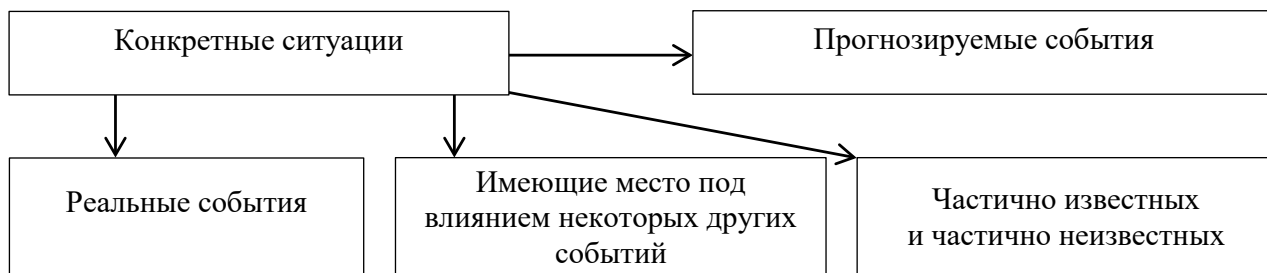 Конкретные ситуации
Прогнозируемые события
Реальные события
Имеющие место под
влиянием некоторых других
событий
Частично известных
и частично неизвестных